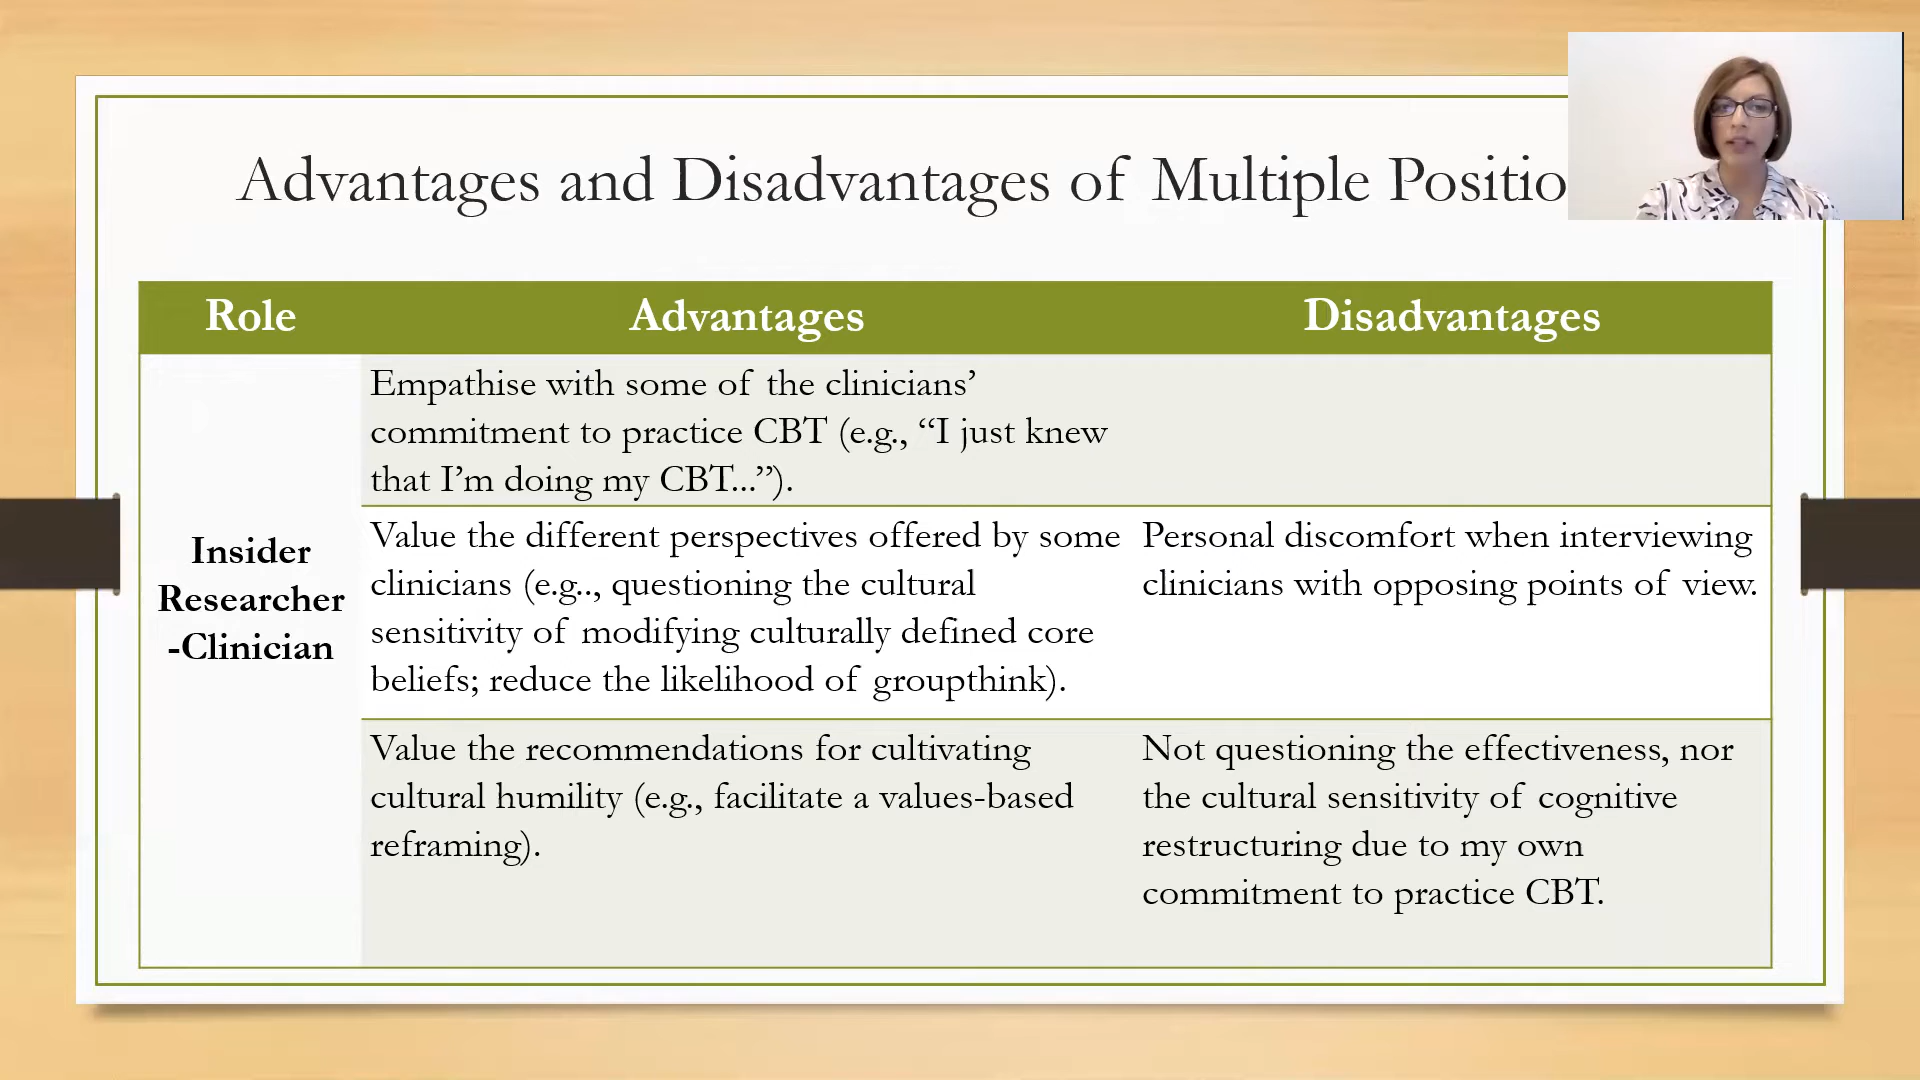 Advantages and Disadvantages of Multiple Positio
Role
Advantages
Disadvantages
Insider
Researcher
-Clinician
Empathise with some of the clinicians’
commitment to practice CBT (e.g., “I just knew
that I’m doing my CBT...”).
Value the different perspectives offered by some
clinicians (e.g.., questioning the cultural
sensitivity of modifying culturally defined core
beliefs; reduce the likelihood of groupthink).
Personal discomfort when interviewing
clinicians with opposing points of view.
Value the recommendations for cultivating
cultural humility (e.g., facilitate a values-based
reframing).
Not questioning the effectiveness, nor
the cultural sensitivity of cognitive
restructuring due to my own
commitment to practice CBT.